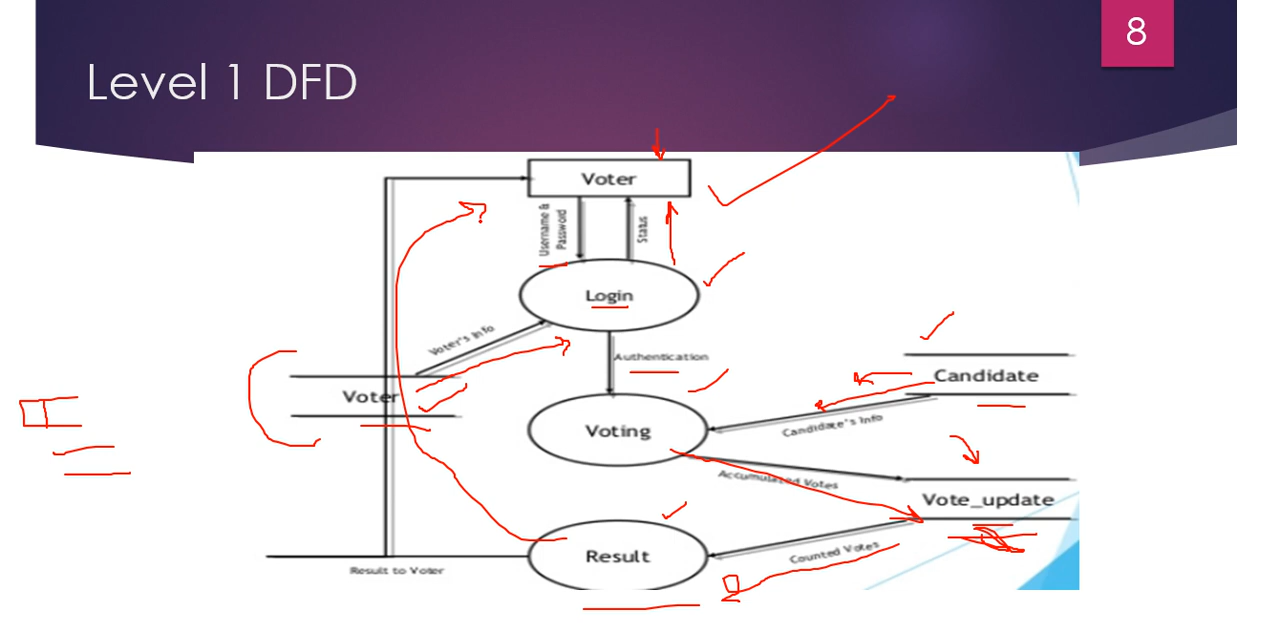 8
Level 1 DFD
Voter
Username &
Password
Status
Login
Voter's Info
Authentication
Candidate
Voter
Voting
Candidate's Info
Accumulated Votes
Vote_update
Result
Counted Votes
Result to Voter